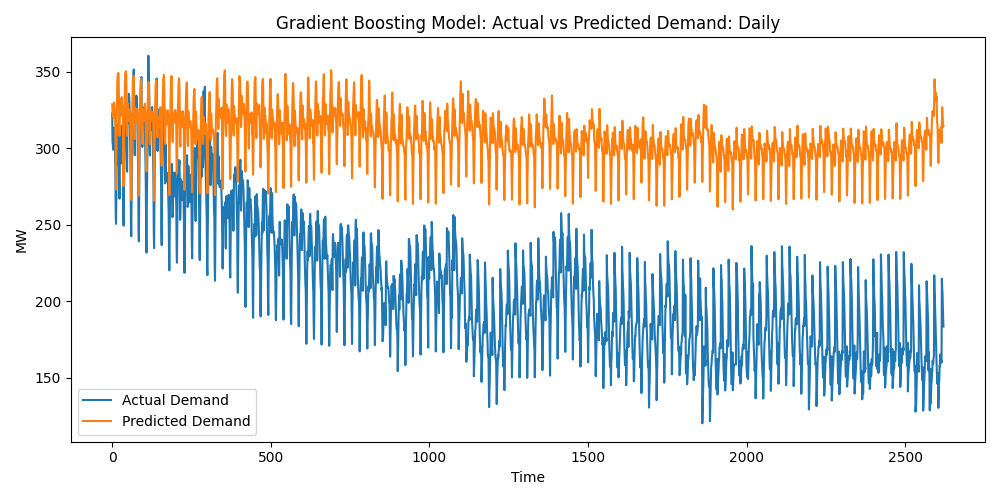 Gradient Boosting Model: Actual vs Predicted Demand: Daily
MW
350
300
250
200
150
Actual Demand
Predicted Demand
0
500
1000
1500
2000
2500
Time